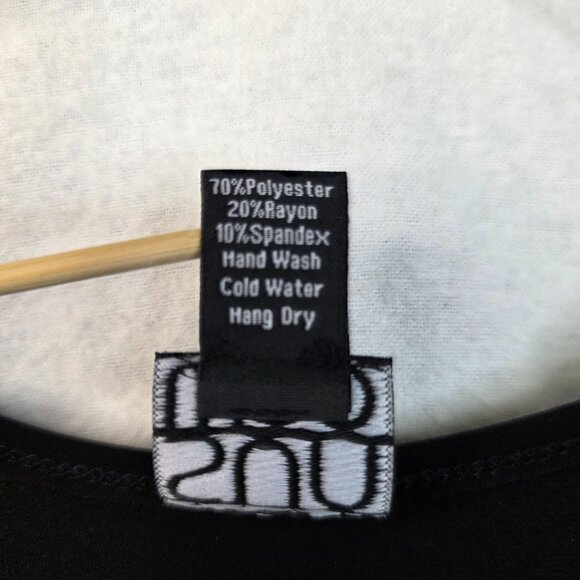 70%Polyester
20%Rayon
10%Spandex
Hand Wash
Cold Water
Hang Dry